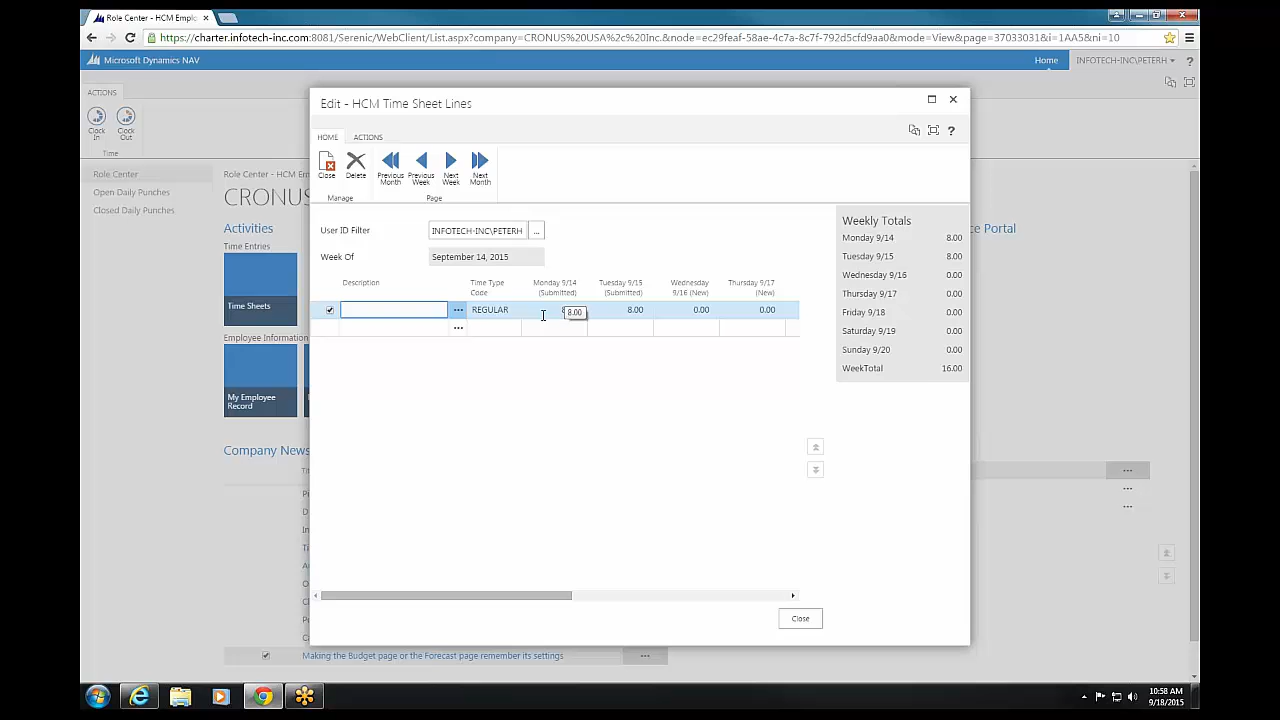 Role Center - HCM Emplo
https://charter.infotech-inc.com:8081/Serenic/WebClient/List.aspx?company=CRONUS%20USA%2c%20Inc.&node=ec29feaf-58ae-4c7a-8c7f-792d5cfd9aa0&mode=View&page=37033031&i=1AA5&ni=10
Microsoft Dynamics NAV
Home
INFOTECH-INC\PETERH
?
ACTIONS
Clock In
Clock Out
Time
Role Center
Open Daily Punches
Closed Daily Punches
Role Center - HCM Em
CRONUS
Activities
Time Entries
Time Sheets
Employee Information
My Employee Record
Company News
ce Portal
Edit - HCM Time Sheet Lines
HOME
ACTIONS
?
Close
Delete
Previous Month
Previous Week
Next Week
Next Month
Manage
Page
User ID Filter
INFOTECH-INC\PETERH
...
Week Of
September 14, 2015
Description
Time Type Code
Monday 9/14 (Submitted)
Tuesday 9/15 (Submitted)
Wednesday 9/16 (New)
Thursday 9/17 (New)
REGULAR
8.00
8.00
0.00
0.00
Weekly Totals
Monday 9/14 8.00
Tuesday 9/15 8.00
Wednesday 9/16 0.00
Thursday 9/17 0.00
Friday 9/18 0.00
Saturday 9/19 0.00
Sunday 9/20 0.00
WeekTotal 16.00
Close
Making the Budget page or the Forecast page remember its settings
10:58 AM
9/18/2015